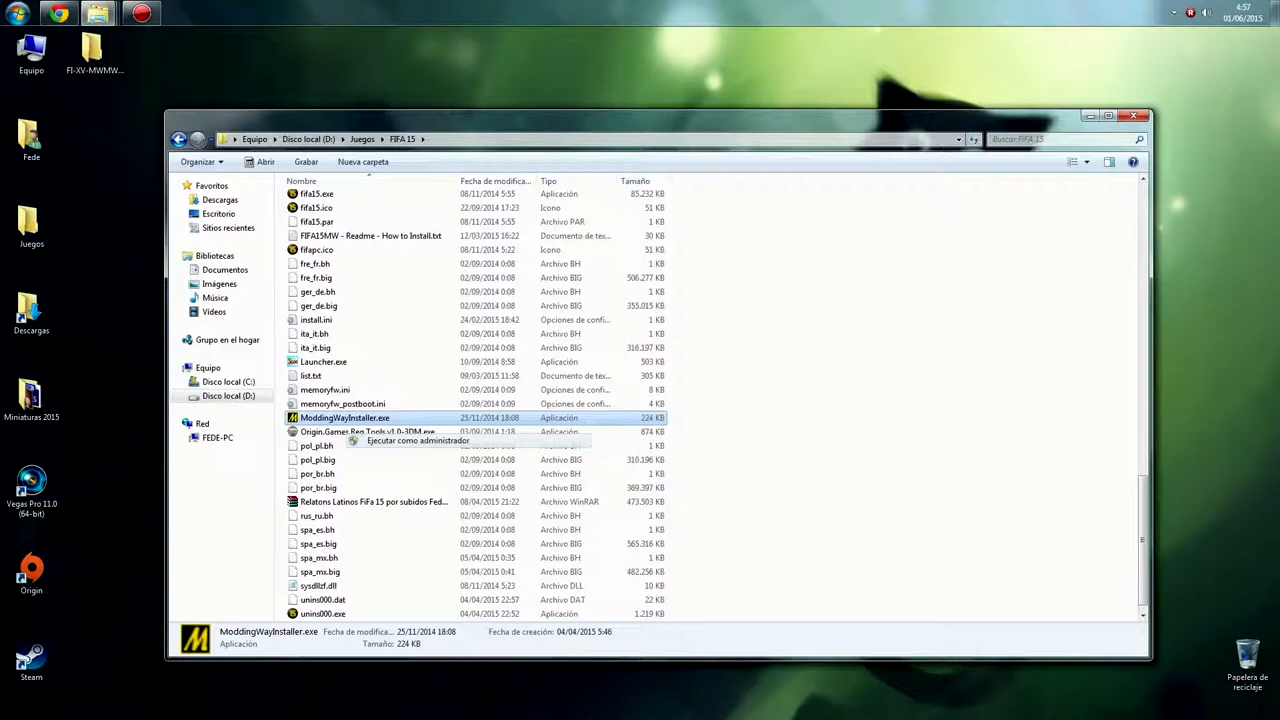 4:57
01/06/2015
Equipo
FI-XV-MWMW...
Fede
Juegos
Descargas
Miniaturas 2015
Vegas Pro 11.0
(64-bit)
Origin
Steam
Papelera de
reciclaje
Equipo Disco local (D:) Juegos FIFA 15
Buscar FIFA 15
Organizar Abrir Grabar Nueva carpeta
Favoritos
Descargas
Escritorio
Sitios recientes
Bibliotecas
Documentos
Imágenes
Música
Vídeos
Grupo en el hogar
Equipo
Disco local (C:)
Disco local (D:)
Red
FEDE-PC
Nombre Fecha de modifica... Tipo Tamaño
fifa15.exe 08/11/2014 5:55 Aplicación 85.232 KB
fifa15.ico 22/09/2014 17:23 Icono 51 KB
fifa15.par 08/11/2014 5:55 Archivo PAR 1 KB
FIFA15MW - Readme - How to Install.txt 12/03/2015 16:22 Documento de tex... 30 KB
fifapc.ico 08/11/2014 5:22 Icono 51 KB
fre_fr.bh 02/09/2014 0:08 Archivo BH 1 KB
fre_fr.big 02/09/2014 0:08 Archivo BIG 506.277 KB
ger_de.bh 02/09/2014 0:08 Archivo BH 1 KB
ger_de.big 02/09/2014 0:08 Archivo BIG 355.015 KB
install.ini 24/02/2015 18:42 Opciones de confi... 1 KB
ita_it.bh 02/09/2014 0:08 Archivo BH 1 KB
ita_it.big 02/09/2014 0:08 Archivo BIG 316.197 KB
Launcher.exe 10/09/2014 8:58 Aplicación 503 KB
list.txt 09/03/2015 11:58 Documento de tex... 305 KB
memoryfw.ini 02/09/2014 0:09 Opciones de confi... 8 KB
memoryfw_postboot.ini 02/09/2014 0:09 Opciones de confi... 4 KB
ModdingWayInstaller.exe 25/11/2014 18:08 Aplicación 224 KB
Origin.Games.Reg.Tools.v1.0-3DM.exe 03/09/2014 1:18 Aplicación 874 KB
Ejecutar como administrador
pol_pl.bh 02/09/2014 0:08 Archivo BH 1 KB
pol_pl.big 02/09/2014 0:08 Archivo BIG 310.196 KB
por_br.bh 02/09/2014 0:08 Archivo BH 1 KB
por_br.big 02/09/2014 0:08 Archivo BIG 369.397 KB
Relatons Latinos FiFa 15 por subidos Fed... 08/04/2015 21:22 Archivo WinRAR 473.503 KB
rus_ru.bh 02/09/2014 0:08 Archivo BH 1 KB
spa_es.bh 02/09/2014 0:08 Archivo BH 1 KB
spa_es.big 02/09/2014 0:08 Archivo BIG 565.316 KB
spa_mx.bh 05/04/2015 0:35 Archivo BH 1 KB
spa_mx.big 05/04/2015 0:41 Archivo BIG 482.256 KB
sysdllzf.dll 08/11/2014 5:23 Archivo DLL 10 KB
unins000.dat 04/04/2015 22:57 Archivo DAT 22 KB
unins000.exe 04/04/2015 22:52 Aplicación 1.219 KB
ModdingWayInstaller.exe Fecha de modifica... 25/11/2014 18:08 Fecha de creación: 04/04/2015 5:46
Aplicación Tamaño: 224 KB